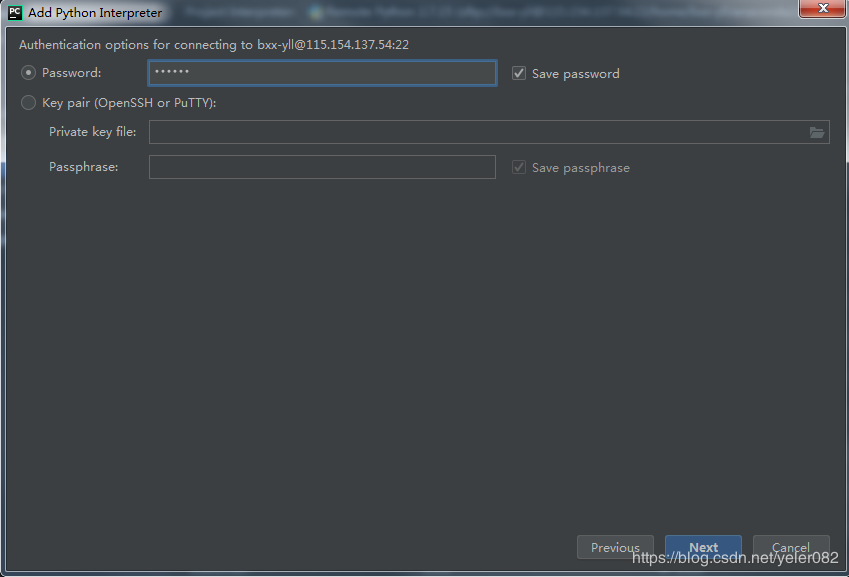 PC Add Python Interpreter
Authentication options for connecting to bxx-yll@115.154.137.54:22
Password: •••••• Save password
Key pair (OpenSSH or PuTTY):
Private key file:
Passphrase: Save passphrase
Previous Next Cancel
https://blog.csdn.net/yeler082